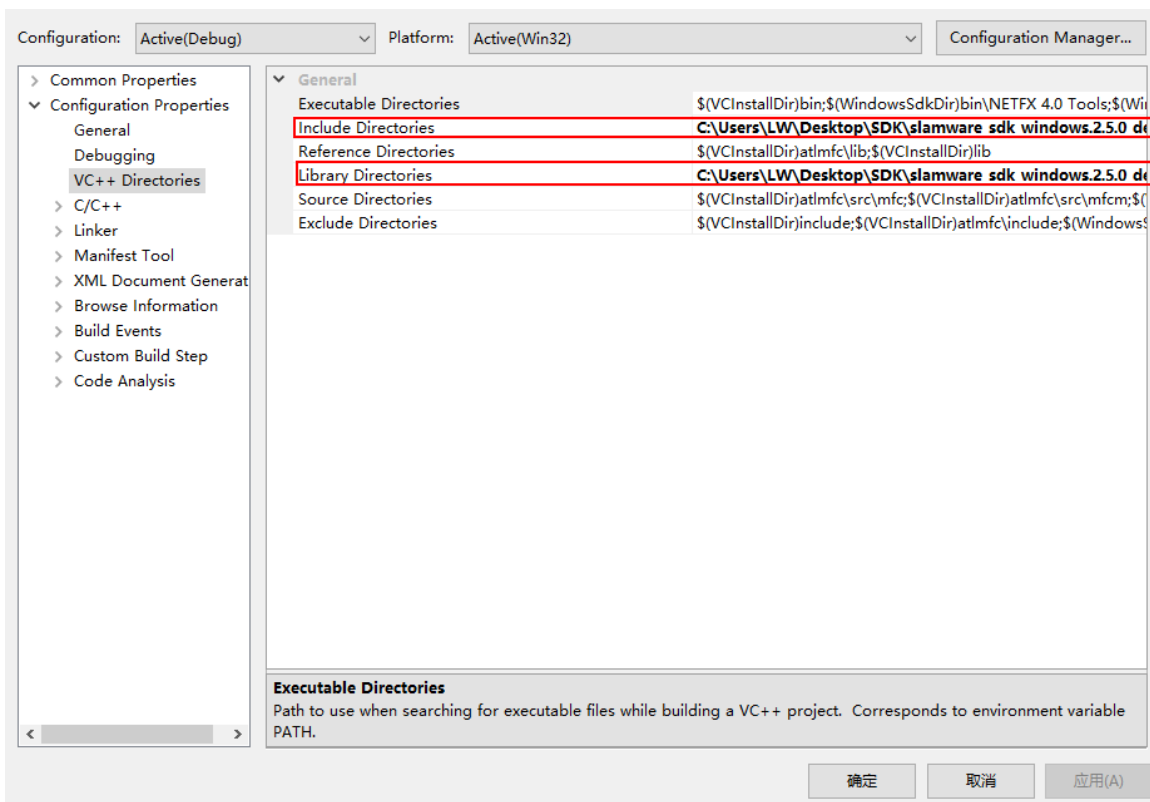 Configuration: Active(Debug) Platform: Active(Win32) Configuration Manager...
Common Properties
Configuration Properties
General
Debugging
VC++ Directories
C/C++
Linker
Manifest Tool
XML Document Generat
Browse Information
Build Events
Custom Build Step
Code Analysis
General
Executable Directories $(VCInstallDir)bin;$(WindowsSdkDir)bin\NETFX 4.0 Tools;$(Wi
Include Directories C:\Users\LW\Desktop\SDK\slamware sdk windows.2.5.0 de
Reference Directories $(VCInstallDir)atlmfc\lib;$(VCInstallDir)lib
Library Directories C:\Users\LW\Desktop\SDK\slamware sdk windows.2.5.0 de
Source Directories $(VCInstallDir)atlmfc\src\mfc;$(VCInstallDir)atlmfc\src\mfcm;$(
Exclude Directories $(VCInstallDir)include;$(VCInstallDir)atlmfc\include;$(Windows
Executable Directories
Path to use when searching for executable files while building a VC++ project. Corresponds to environment variable
PATH.
确定 取消 应用(A)